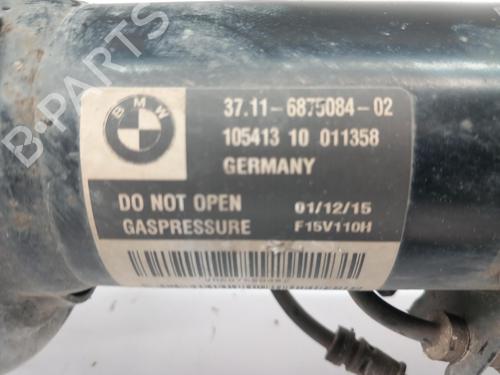 BMW
37.11-6875084-02
105413 10 011358
GERMANY
DO NOT OPEN
01/12/15
GASPRESSURE
F15V110H
B-PARTS